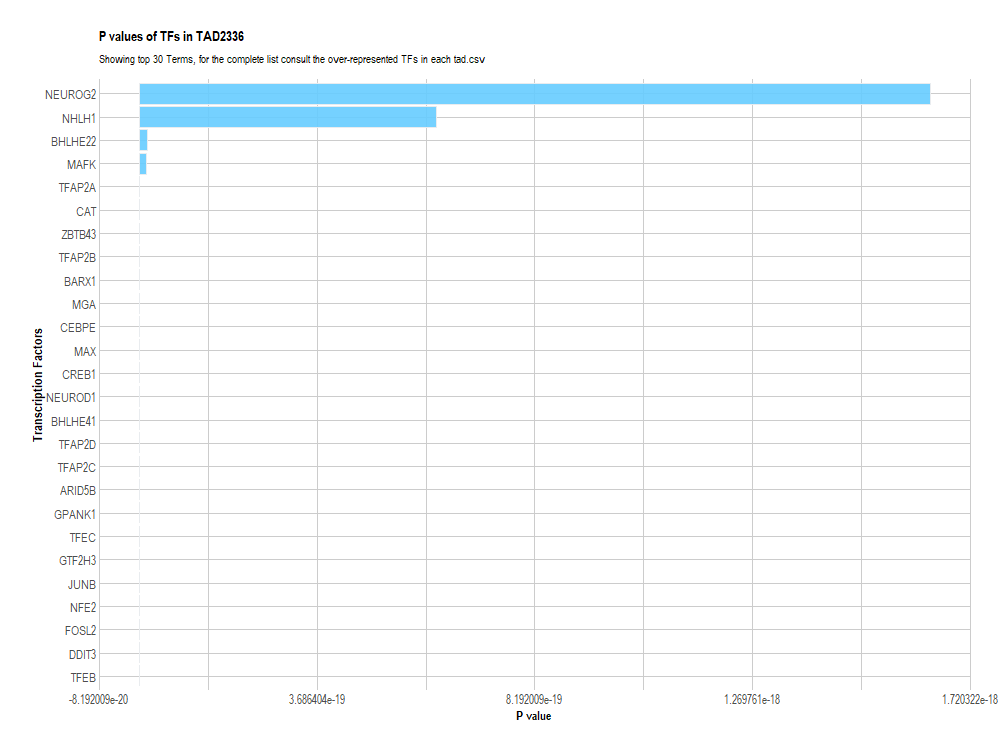 P values of TFs in TAD2336
Showing top 30 Terms, for the complete list consult the over-represented TFs in each tad.csv
Transcription Factors
NEUROG2
NHLH1
BHLHE22
MAFK
TFAP2A
CAT
ZBTB43
TFAP2B
BARX1
MGA
CEBPE
MAX
CREB1
NEUROD1
BHLHE41
TFAP2D
TFAP2C
ARID5B
GPANK1
TFEC
GTF2H3
JUNB
NFE2
FOSL2
DDIT3
TFEB
-8.192009e-20 3.686404e-19 8.192009e-19 1.269761e-18 1.720322e-18
P value